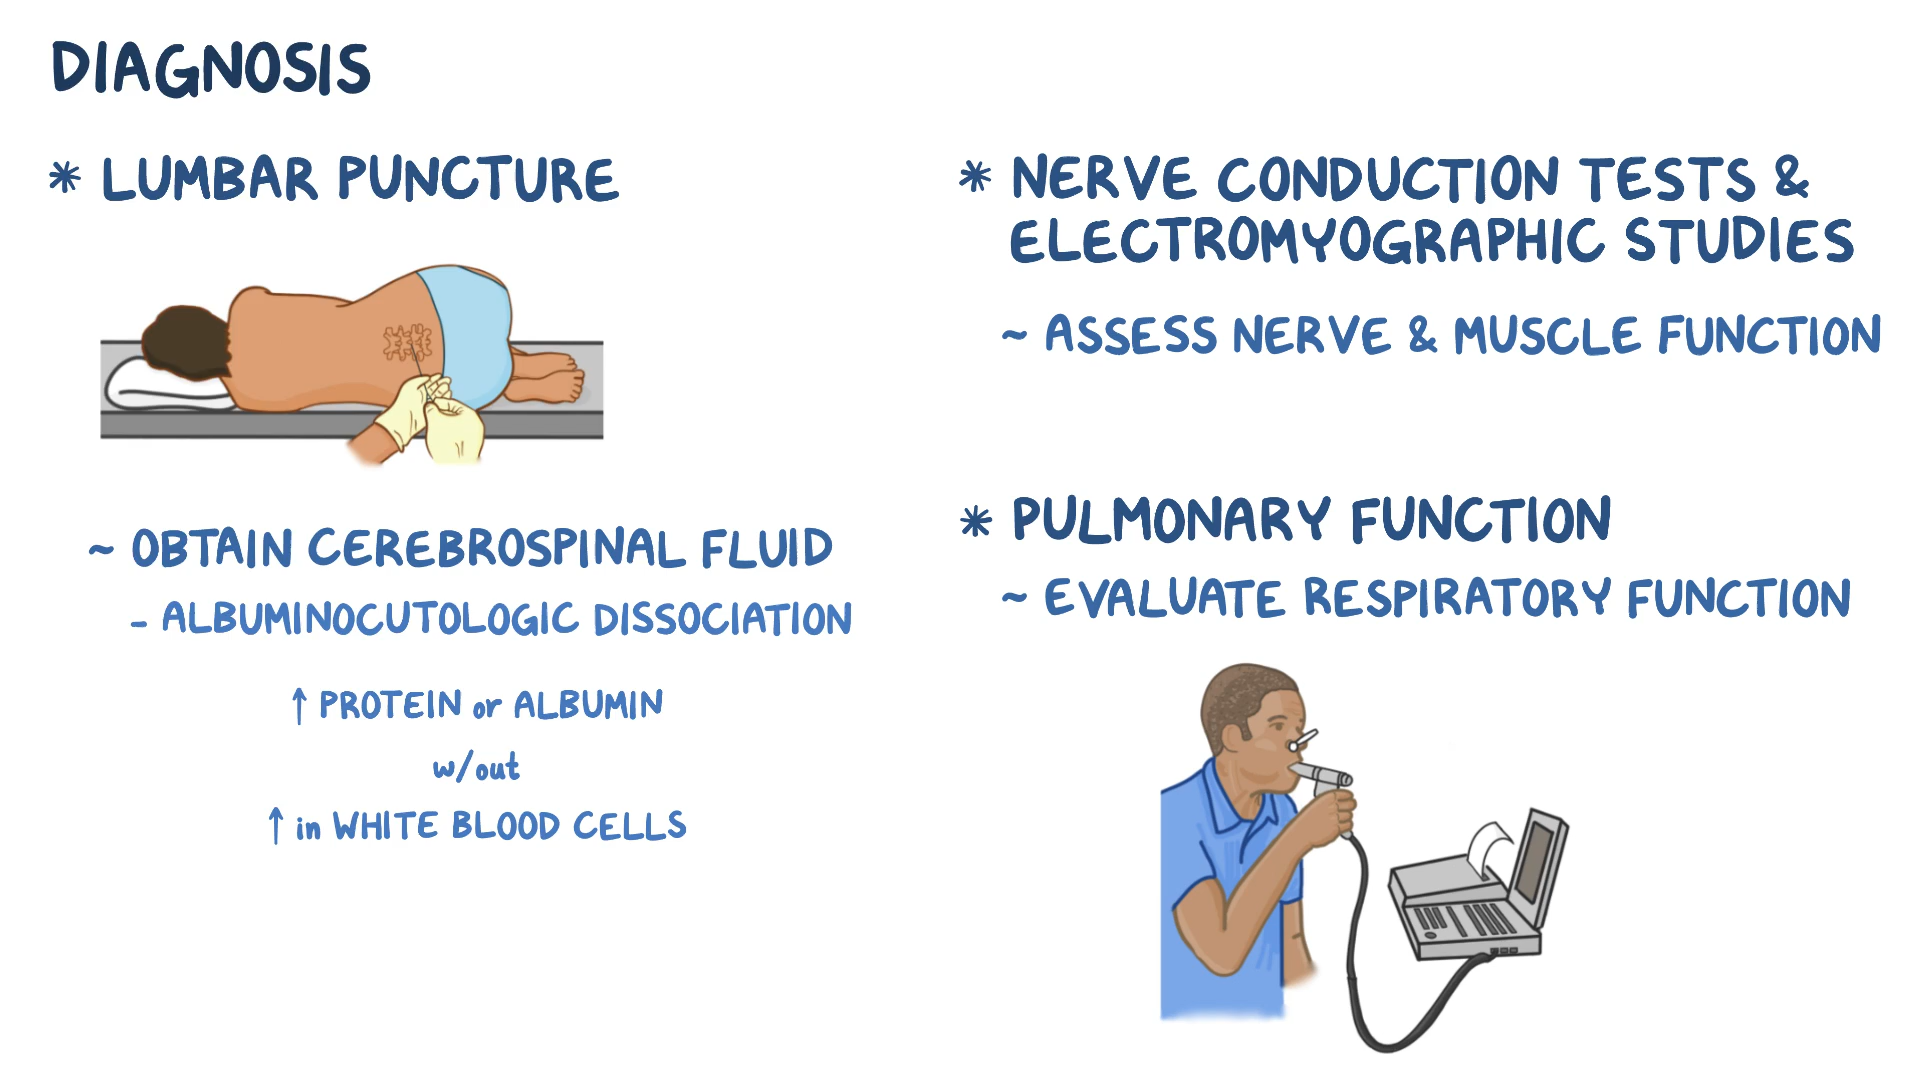 DIAGNOSIS
* LUMBAR PUNCTURE
~ OBTAIN CEREBROSPINAL FLUID
- ALBUMINOCUTOLOGIC DISSOCIATION
↑ PROTEIN or ALBUMIN
w/out
↑ in WHITE BLOOD CELLS
* NERVE CONDUCTION TESTS &
ELECTROMYOGRAPHIC STUDIES
~ ASSESS NERVE & MUSCLE FUNCTION
* PULMONARY FUNCTION
~ EVALUATE RESPIRATORY FUNCTION